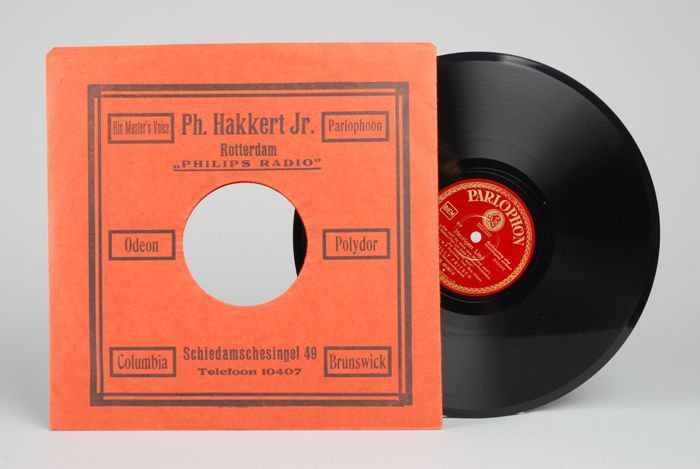 His Master's Voice
Ph. Hakkert Jr.
Parlophoon
Rotterdam
„PHILIPS RADIO”
Odeon
Polydor
Columbia
Schiedamschesingel 49
Brunswick
Telefoon 10407
PARLOPHON